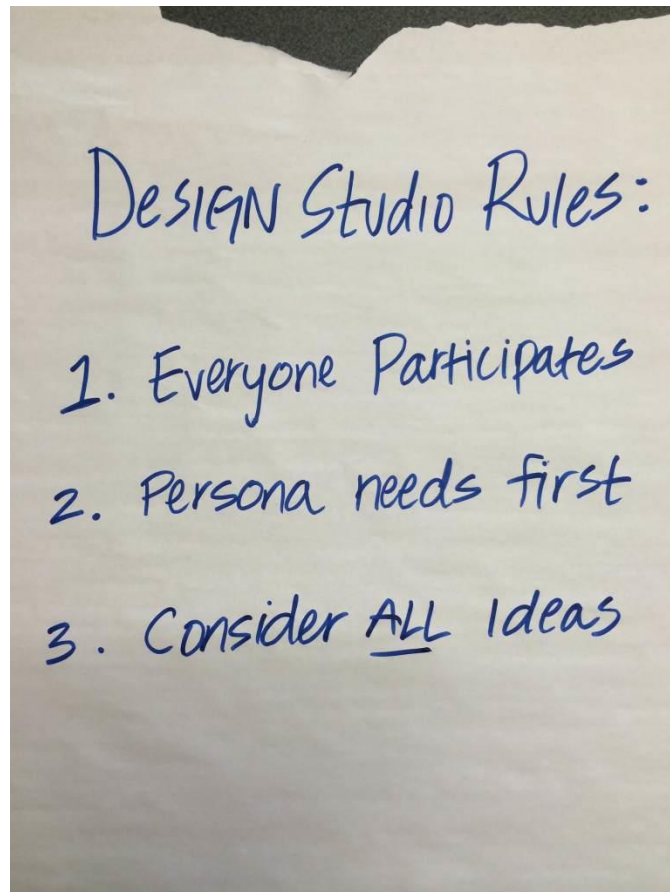 DESIGN Studio Rules:
1. Everyone Participates
2. Persona needs first
3. Consider ALL Ideas